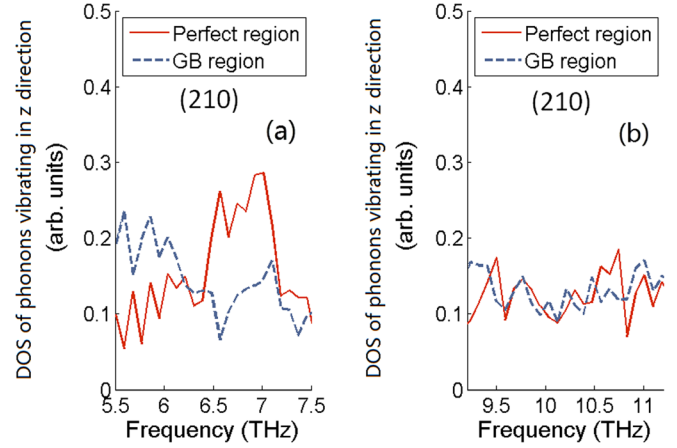 DOS of phonons vibrating in z direction
(arb. units)
0.5
0.4
0.3
0.2
0.1
0
Perfect region
GB region
(210)
(a)
5.5 6 6.5 7 7.5
Frequency (THz)
DOS of phonons vibrating in z direction
(arb. units)
0.5
0.4
0.3
0.2
0.1
0
Perfect region
GB region
(210)
(b)
9.5 10 10.5 11
Frequency (THz)